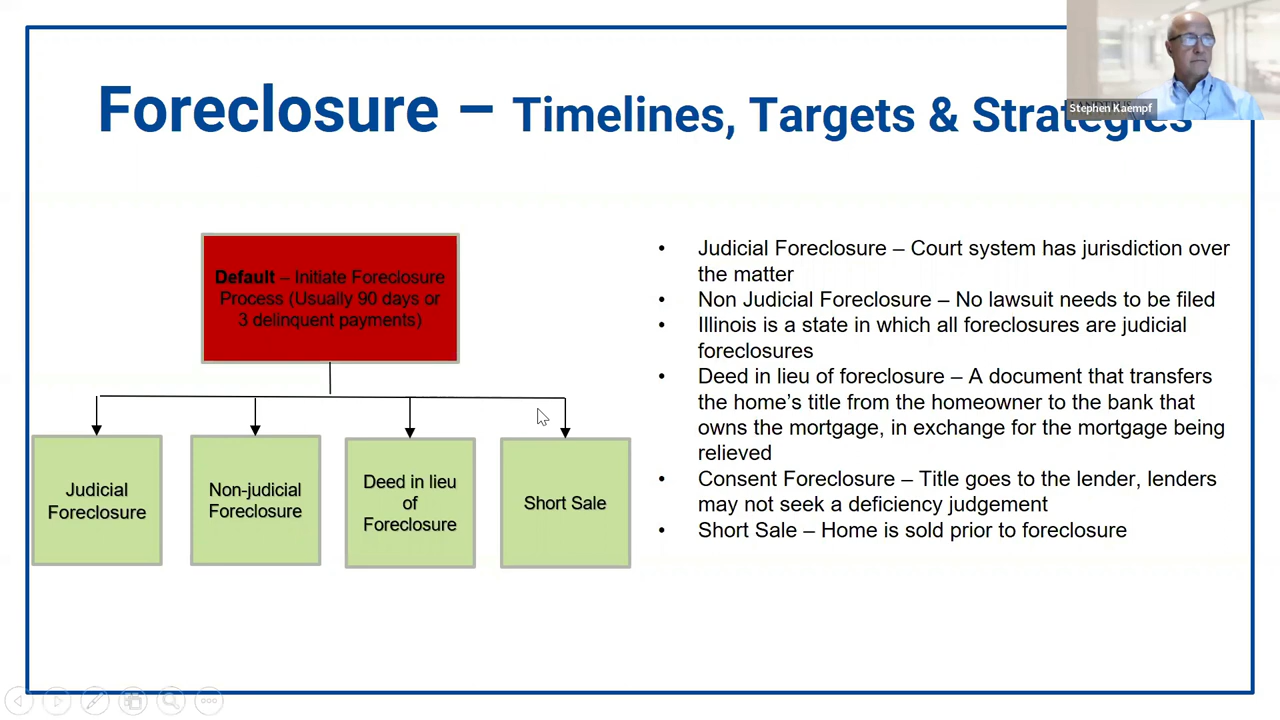 Foreclosure – Timelines, Targets & Strategies
Stephen Kaempf
Default – Initiate Foreclosure
Process (Usually 90 days or
3 delinquent payments)
Judicial
Foreclosure
Non-judicial
Foreclosure
Deed in lieu
of
Foreclosure
Short Sale
• Judicial Foreclosure – Court system has jurisdiction over
the matter
• Non Judicial Foreclosure – No lawsuit needs to be filed
• Illinois is a state in which all foreclosures are judicial
foreclosures
• Deed in lieu of foreclosure – A document that transfers
the home’s title from the homeowner to the bank that
owns the mortgage, in exchange for the mortgage being
relieved
• Consent Foreclosure – Title goes to the lender, lenders
may not seek a deficiency judgement
• Short Sale – Home is sold prior to foreclosure